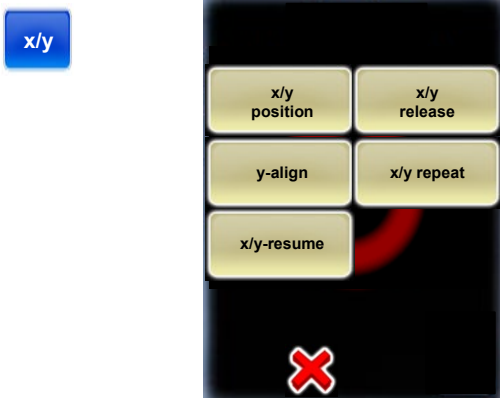 x/y
x/y
position
x/y
release
y-align
x/y repeat
x/y-resume